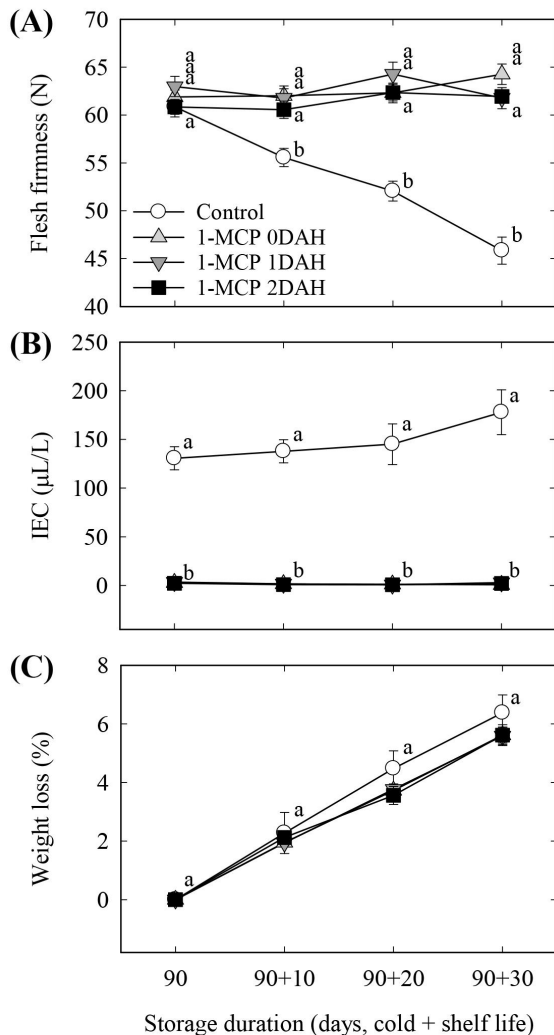 (A)
70
65
60
55
50
45
40
Flesh firmness (N)
a
a
a
a
a
a
a
b
a
a
a
b
a
a
a
b
Control
1-MCP 0DAH
1-MCP 1DAH
1-MCP 2DAH
(B)
250
200
150
100
50
0
IEC (μL/L)
a
a
a
a
b
b
b
b
(C)
8
6
4
2
0
Weight loss (%)
a
a
a
a
90 90+10 90+20 90+30
Storage duration (days, cold + shelf life)